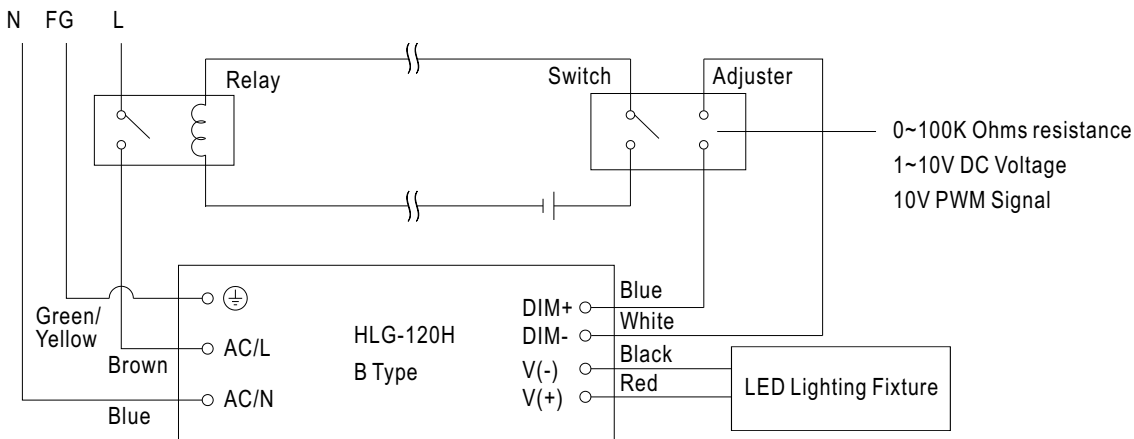 N FG L
Relay
Switch
Adjuster
0~100K Ohms resistance
1~10V DC Voltage
10V PWM Signal
Green/
Yellow
Brown
Blue
AC/L
AC/N
HLG-120H
B Type
DIM+
DIM-
V(-)
V(+)
Blue
White
Black
Red
LED Lighting Fixture